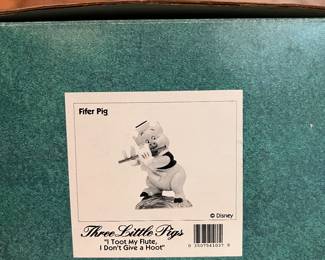 Fifer Pig
© Disney
Three Little Pigs
"I Toot My Flute,
I Don't Give a Hoot"